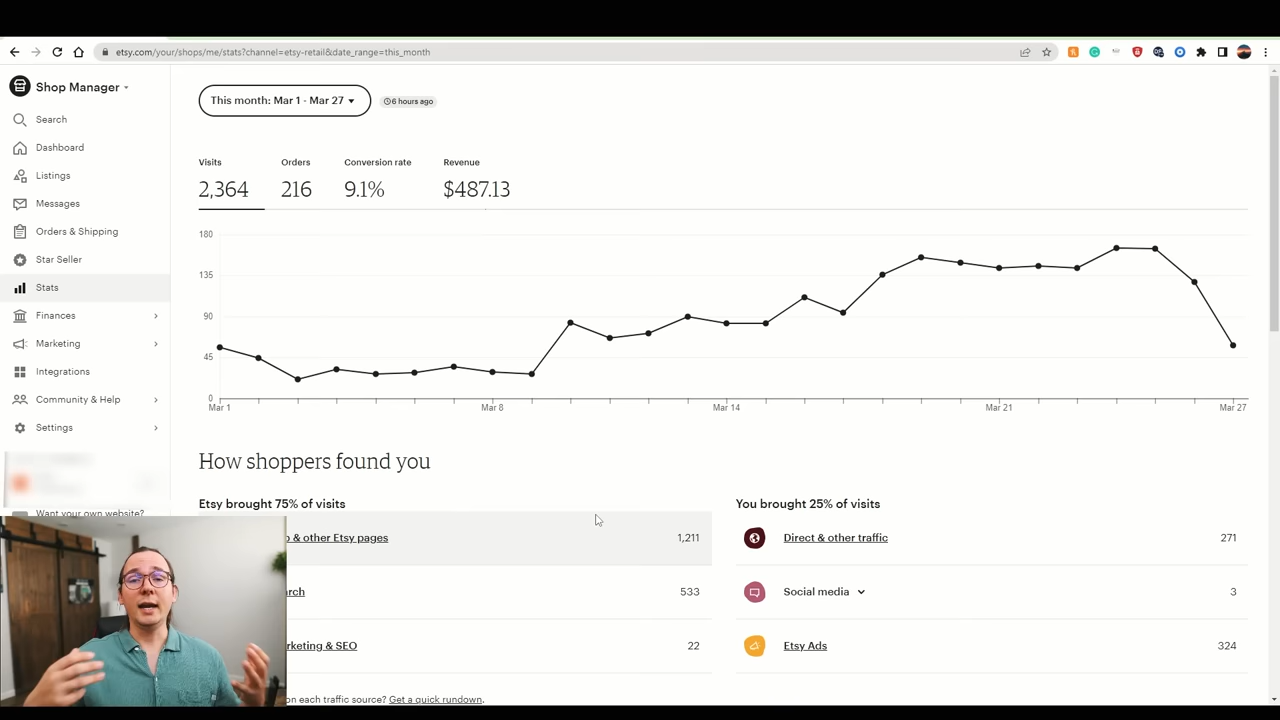 etsy.com/your/shops/me/stats?channel=etsy-retail&date_range=this_month
Shop Manager
Search
Dashboard
Listings
Messages
Orders & Shipping
Star Seller
Stats
Finances
Marketing
Integrations
Community & Help
Settings
Want your own website?
This month: Mar 1 - Mar 27
6 hours ago
Visits Orders Conversion rate Revenue
2,364 216 9.1% $487.13
180
135
90
45
0
Mar 1 Mar 8 Mar 14 Mar 21 Mar 27
How shoppers found you
Etsy brought 75% of visits
& other Etsy pages 1,211
533
& SEO 22
on each traffic source? Get a quick rundown.
You brought 25% of visits
Direct & other traffic 271
Social media 3
Etsy Ads 324